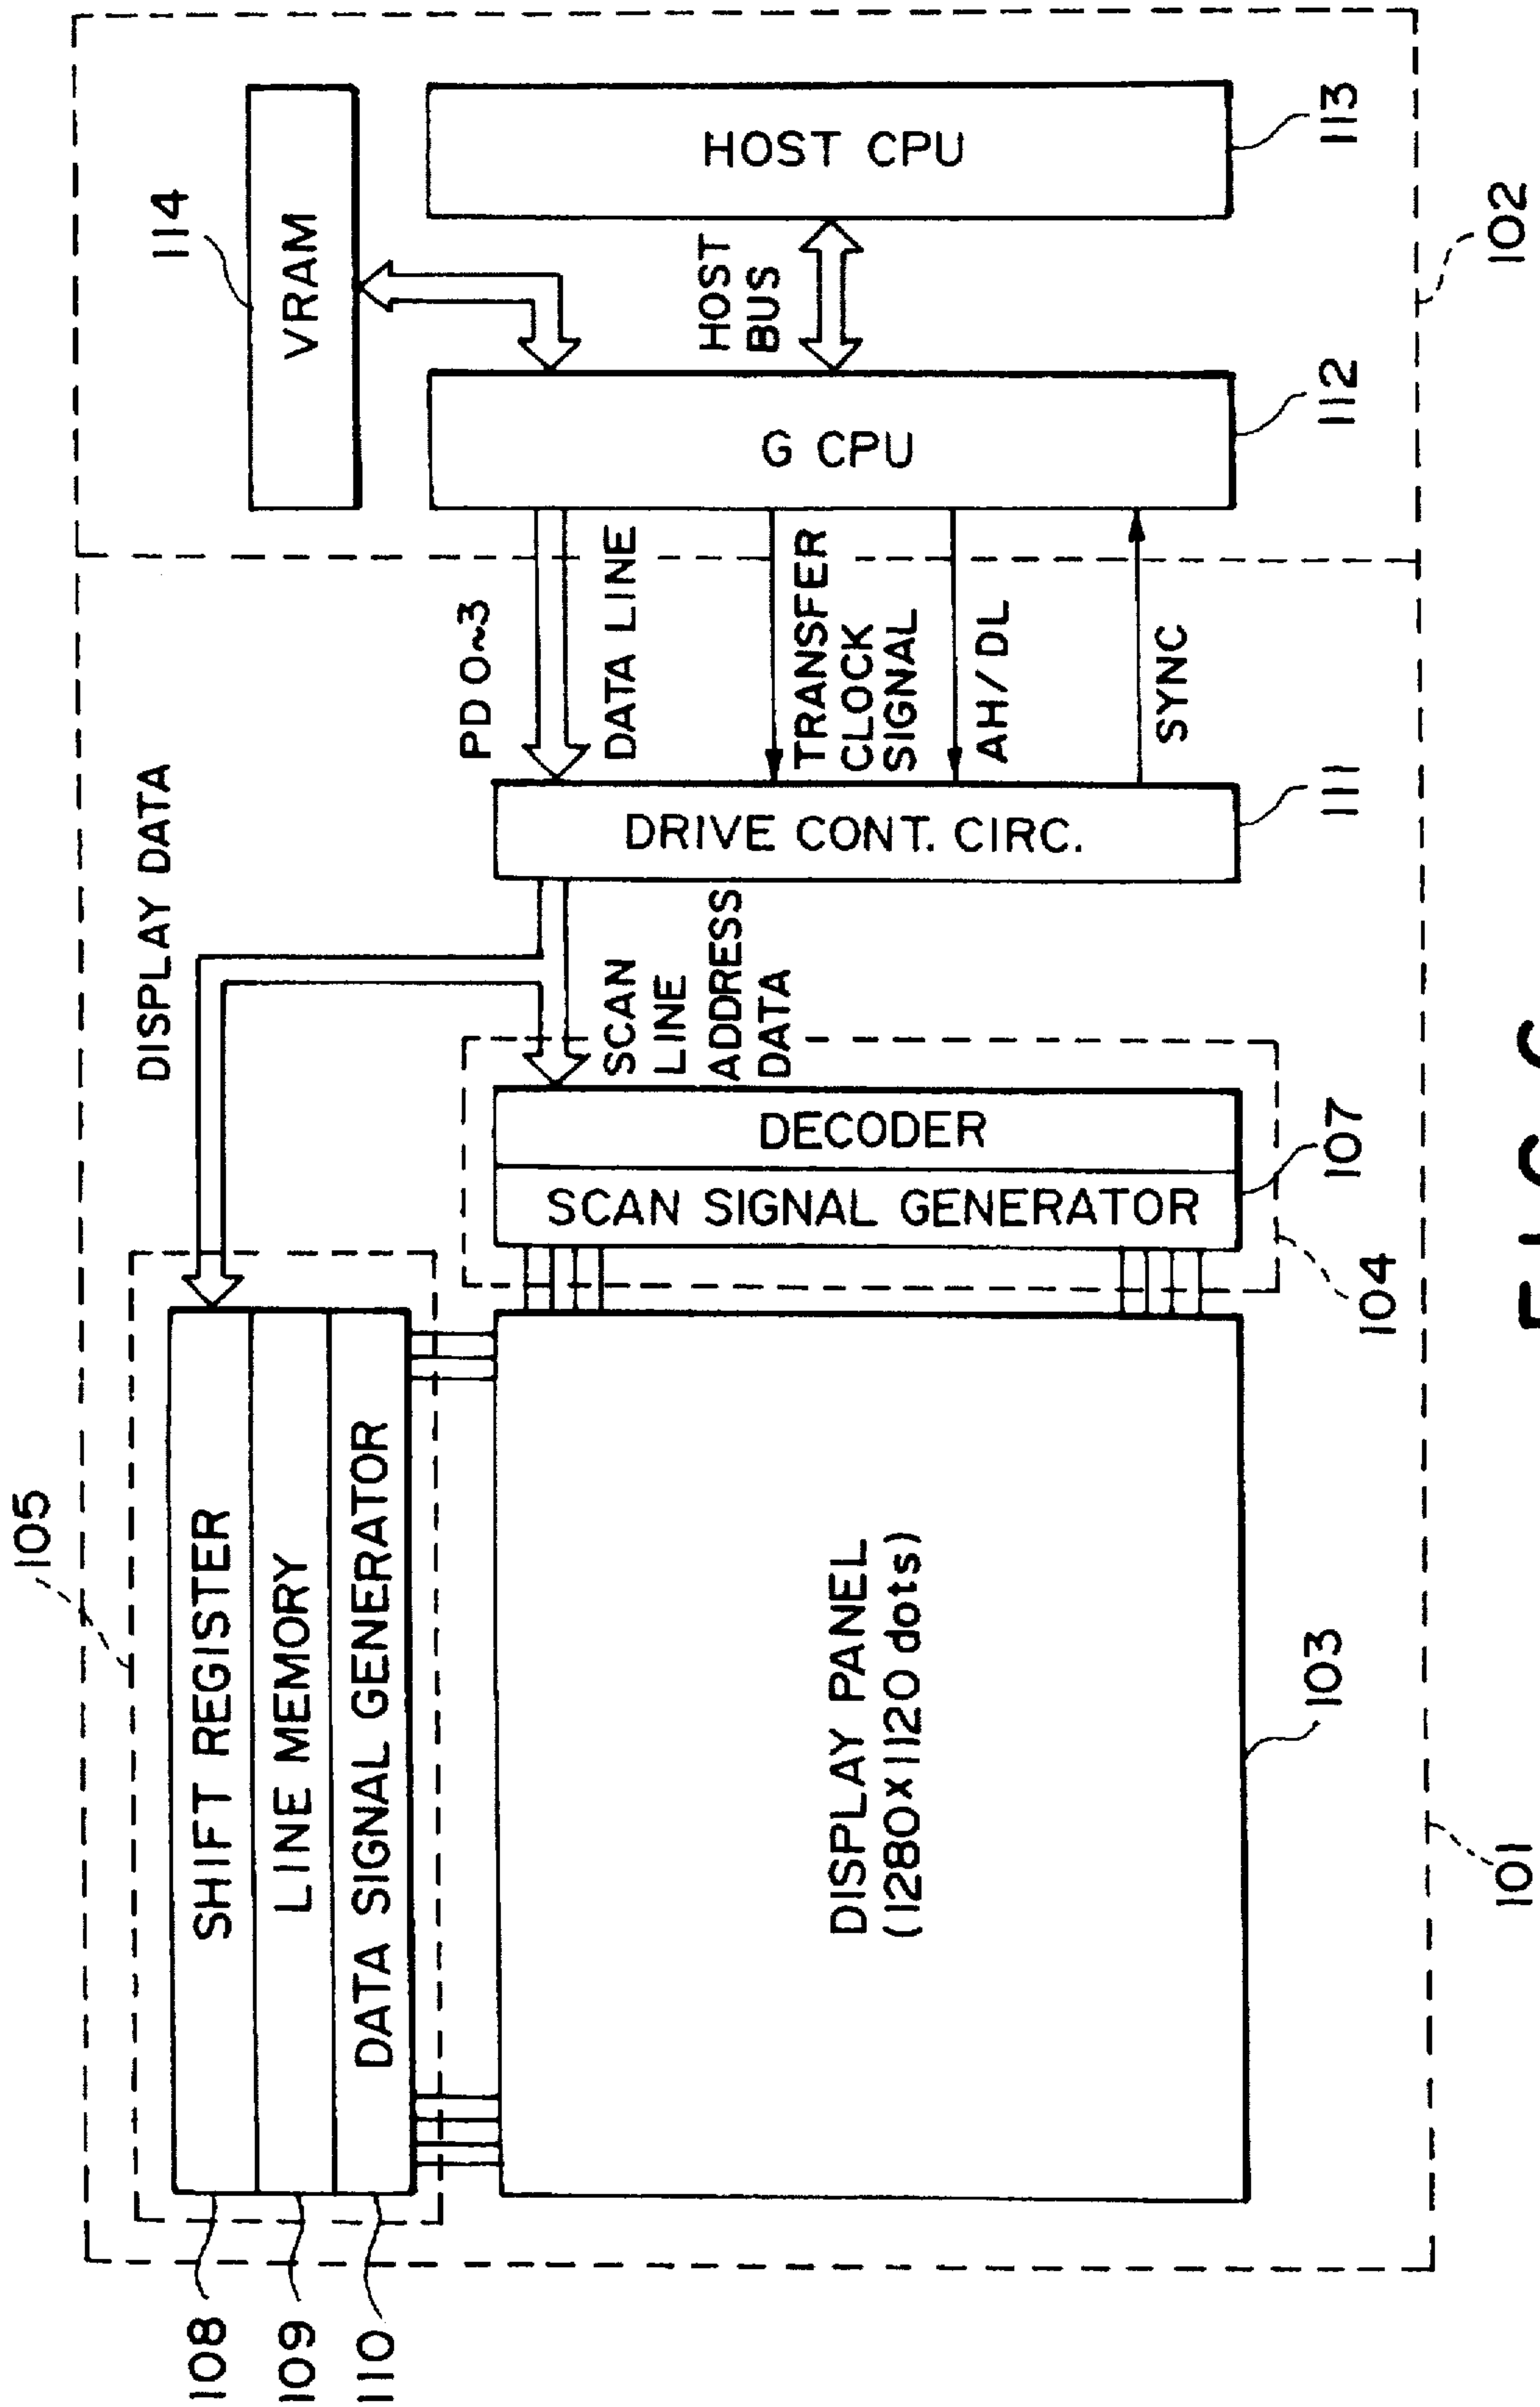 105
SHIFT REGISTER
LINE MEMORY
DATA SIGNAL GENERATOR
108
109
110
DISPLAY DATA
114
VRAM
DISPLAY PANEL
(1280×1120 dots)
103
SCAN SIGNAL GENERATOR
DECODER
107
104
SCAN
LINE
ADDRESS
DATA
DRIVE CONT. CIRC.
111
PD 0~3
DATA LINE
TRANSFER
CLOCK
SIGNAL
AH/DL
SYNC
G CPU
112
HOST
BUS
HOST CPU
113
101
102